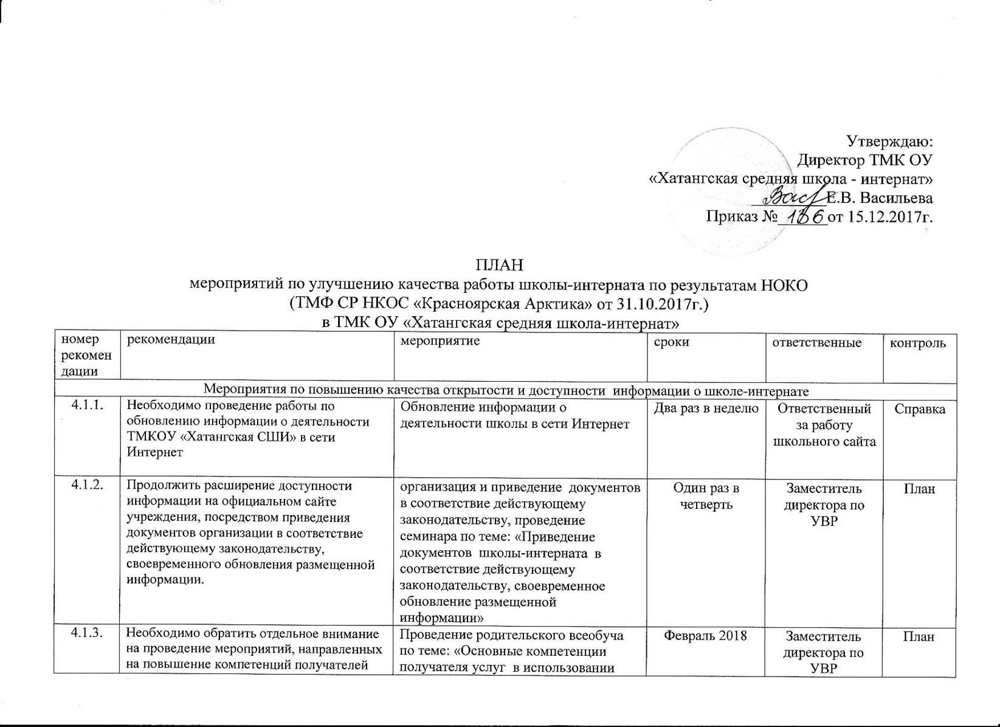 Утверждаю:
Директор ТМК ОУ
«Хатангская средняя школа - интернат»
Е.В. Васильева
Приказ № 136 от 15.12.2017г.
ПЛАН
мероприятий по улучшению качества работы школы-интерната по результатам НОКО
(ТМФ СР НКОС «Красноярская Арктика» от 31.10.2017г.)
в ТМК ОУ «Хатангская средняя школа-интернат»
номер
рекомен
дации
рекомендации
мероприятие
сроки
ответственные
контроль
Мероприятия по повышению качества открытости и доступности информации о школе-интернате
4.1.1.
Необходимо проведение работы по
обновлению информации о деятельности
ТМКОУ «Хатангская СШИ» в сети
Интернет
Обновление информации о
деятельности школы в сети Интернет
Два раз в неделю
Ответственный
за работу
школьного сайта
Справка
4.1.2.
Продолжить расширение доступности
информации на официальном сайте
учреждения, посредством приведения
документов организации в соответствие
действующему законодательству,
своевременного обновления размещенной
информации.
организация и приведение документов
в соответствие действующему
законодательству, проведение
семинара по теме: «Приведение
документов школы-интерната в
соответствие действующему
законодательству, своевременное
обновление размещенной
информации»
Один раз в
четверть
Заместитель
директора по
УВР
План
4.1.3.
Необходимо обратить отдельное внимание
на проведение мероприятий, направленных
на повышение компетенций получателей
Проведение родительского всеобуча
по теме: «Основные компетенции
получателя услуг в использовании
Февраль 2018
Заместитель
директора по
УВР
План